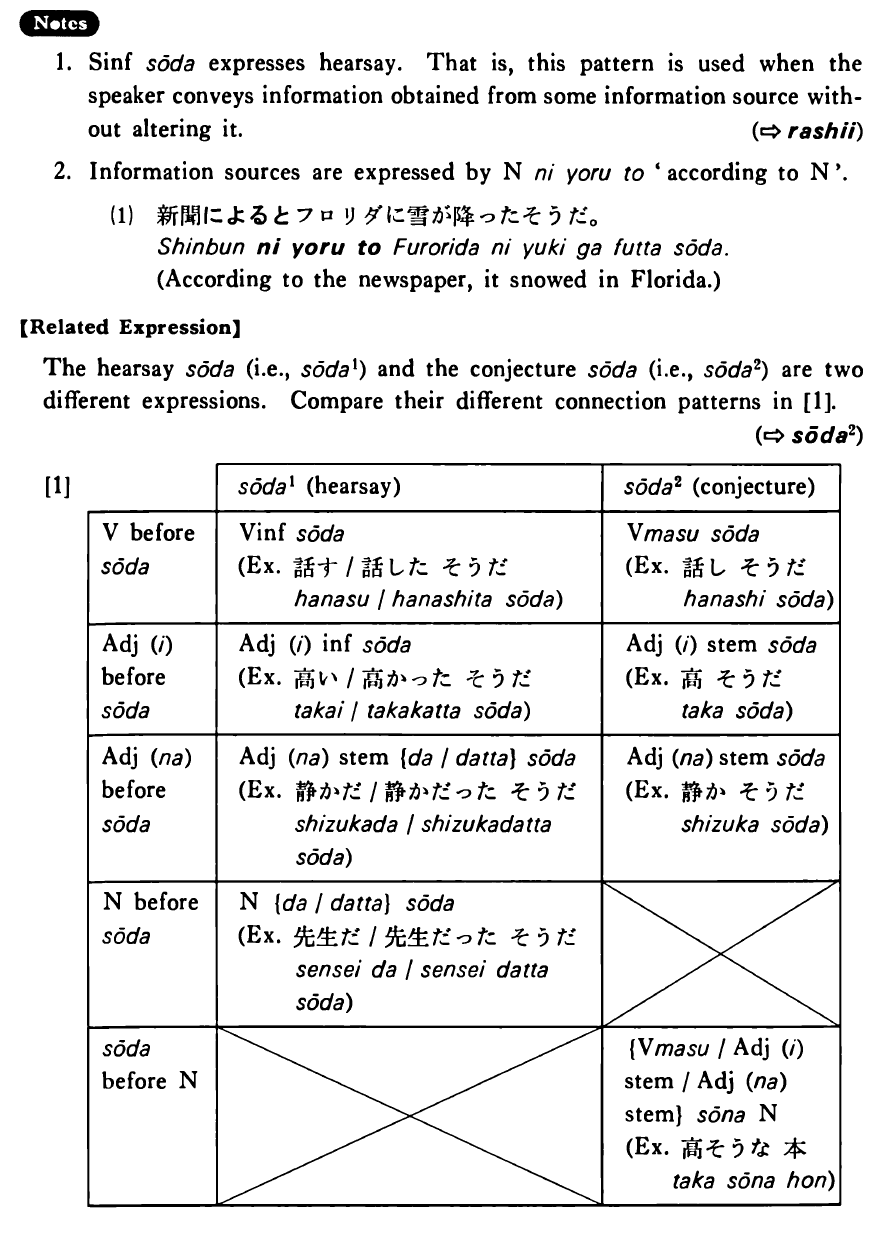 Notes
1. Sinf sōda expresses hearsay. That is, this pattern is used when the
speaker conveys information obtained from some information source with-
out altering it. (⇨ rashii)
2. Information sources are expressed by N ni yoru to ‘according to N’.
(1) 新聞によるとフロリダに雪が降ったそうだ。
Shinbun ni yoru to Furorida ni yuki ga futta sōda.
(According to the newspaper, it snowed in Florida.)
【Related Expression】
The hearsay sōda (i.e., sōda¹) and the conjecture sōda (i.e., sōda²) are two
different expressions. Compare their different connection patterns in [1].
(⇨ sōda²)
[1]
sōda¹ (hearsay)
sōda² (conjecture)
V before
sōda
Vinf sōda
(Ex. 話す / 話した そうだ
hanasu / hanashita sōda)
Vmasu sōda
(Ex. 話し そうだ
hanashi sōda)
Adj (i)
before
sōda
Adj (i) inf sōda
(Ex. 高い / 高かった そうだ
takai / takakatta sōda)
Adj (i) stem sōda
(Ex. 高 そうだ
taka sōda)
Adj (na)
before
sōda
Adj (na) stem {da / datta} sōda
(Ex. 静かだ / 静かだった そうだ
shizukada / shizukadatta
sōda)
Adj (na) stem sōda
(Ex. 静か そうだ
shizuka sōda)
N before
sōda
N {da / datta} sōda
(Ex. 先生だ / 先生だった そうだ
sensei da / sensei datta
sōda)
sōda
before N
{Vmasu / Adj (i)
stem / Adj (na)
stem} sōna N
(Ex. 高そうな 本
taka sōna hon)